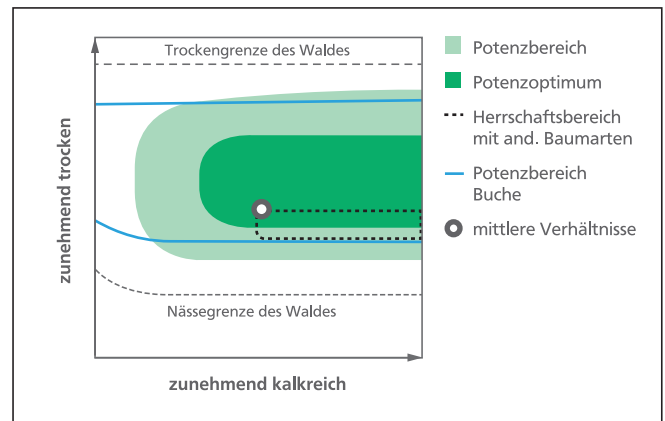 Trockengrenze des Waldes
zunehmend trocken
Nässegrenze des Waldes
zunehmend kalkreich
Potenzbereich
Potenzoptimum
Herrschaftsbereich
mit and. Baumarten
Potenzbereich
Buche
mittlere Verhältnisse